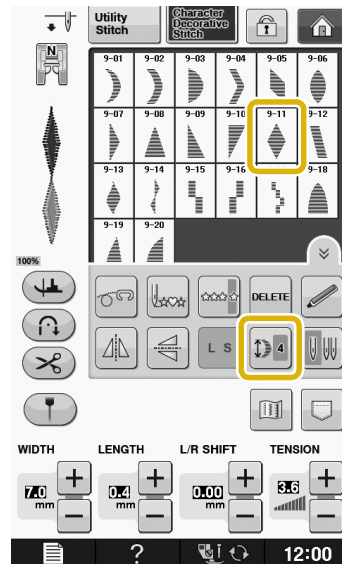 Utility Stitch
Character Decorative Stitch
N
9-01 9-02 9-03 9-04 9-05 9-06
9-07 9-08 9-09 9-10 9-11 9-12
9-13 9-14 9-15 9-16 9-18
9-19 9-20
100%
DELETE
L S
4
WIDTH LENGTH L/R SHIFT TENSION
7.0 mm
0.4 mm
0.00 mm
3.6
?
12:00